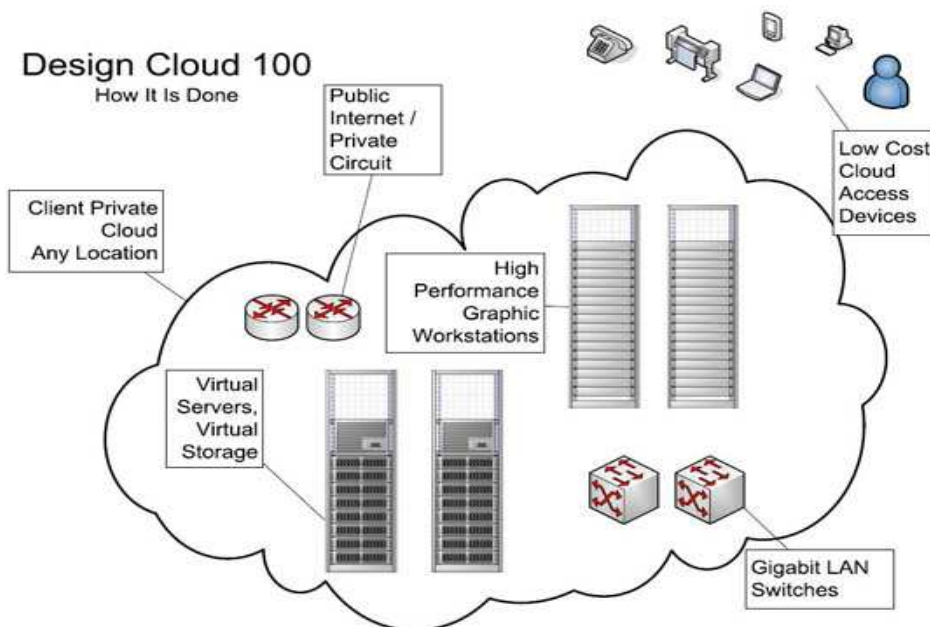 Design Cloud 100
How It Is Done
Public
Internet /
Private
Circuit
Low Cost
Cloud
Access
Devices
Client Private
Cloud
Any Location
High
Performance
Graphic
Workstations
Virtual
Servers,
Virtual
Storage
Gigabit LAN
Switches